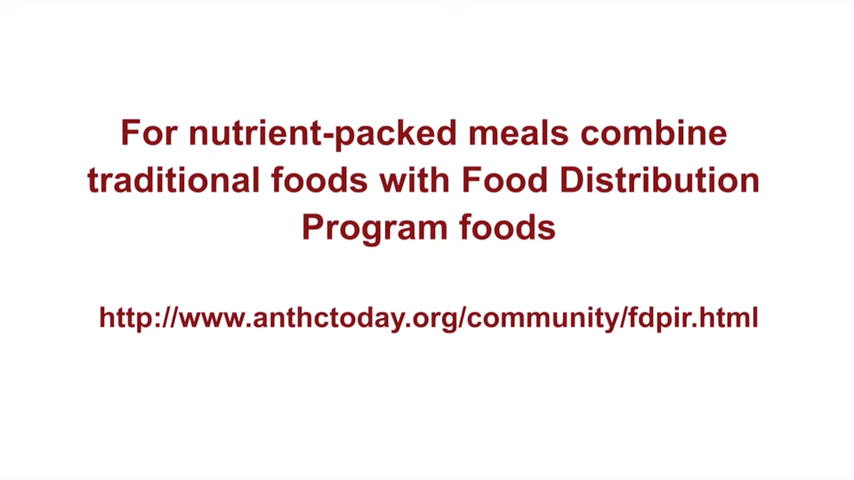 For nutrient-packed meals combine
traditional foods with Food Distribution
Program foods
http://www.anthctoday.org/community/fdpir.html